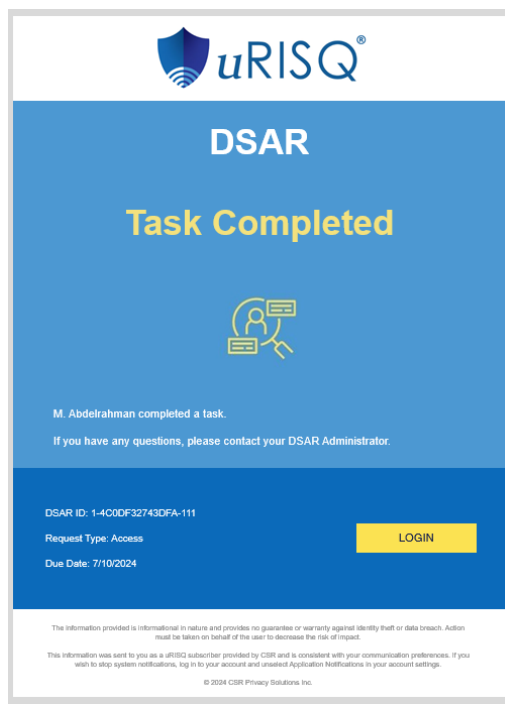 uRISQ®
DSAR
Task Completed
M. Abdelrahman completed a task.
If you have any questions, please contact your DSAR Administrator.
DSAR ID: 1-4C0DF32743DFA-111
Request Type: Access
LOGIN
Due Date: 7/10/2024
The information provided is informational in nature and provides no guarantee or warranty against identity theft or data breach. Action
must be taken on behalf of the user to decrease the risk of impact.
This information was sent to you as a uRISQ subscriber provided by CSR and is consistent with your communication preferences. If you
wish to stop system notifications, log in to your account and unselect Application Notifications in your account settings.
© 2024 CSR Privacy Solutions Inc.